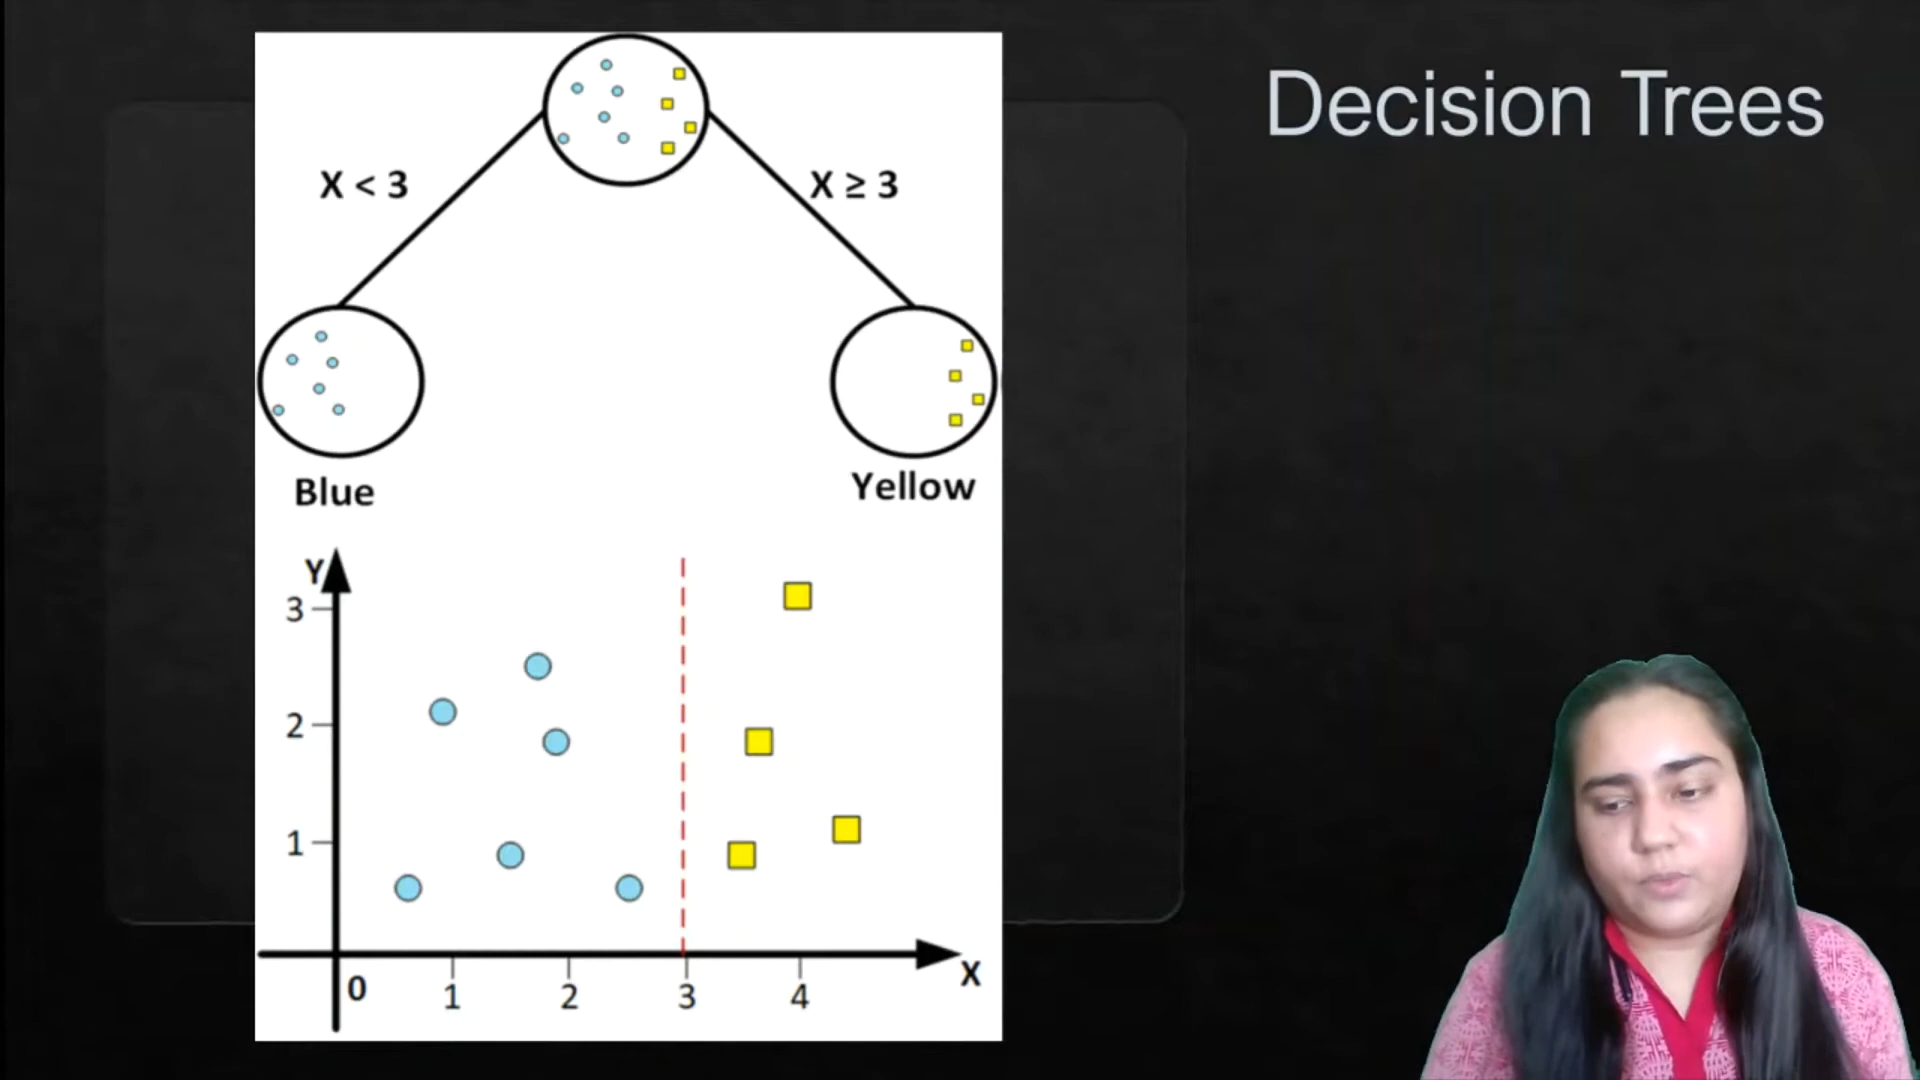 Decision Trees
X < 3
X ≥ 3
Blue
Yellow
Y
3
2
1
0
1
2
3
4
X